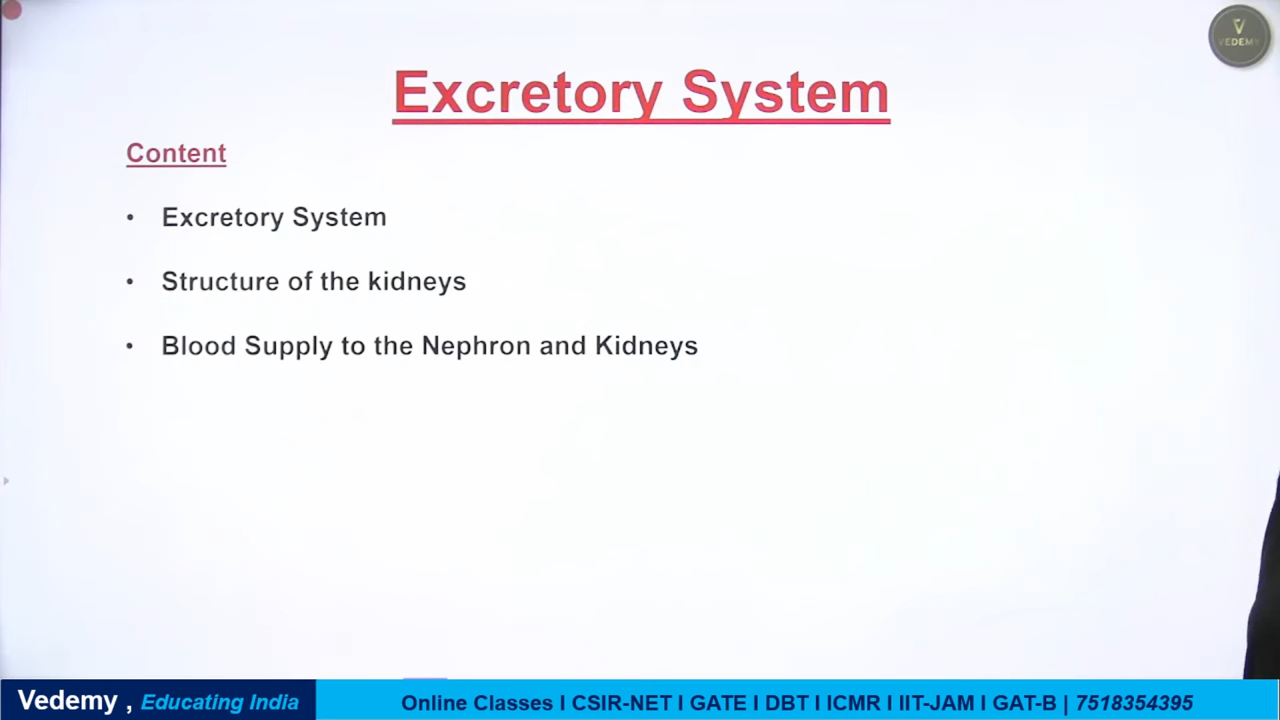 VEDEMY
Excretory System
Content
• Excretory System
• Structure of the kidneys
• Blood Supply to the Nephron and Kidneys
Vedemy , Educating India
Online Classes I CSIR-NET I GATE I DBT I ICMR I IIT-JAM I GAT-B | 7518354395